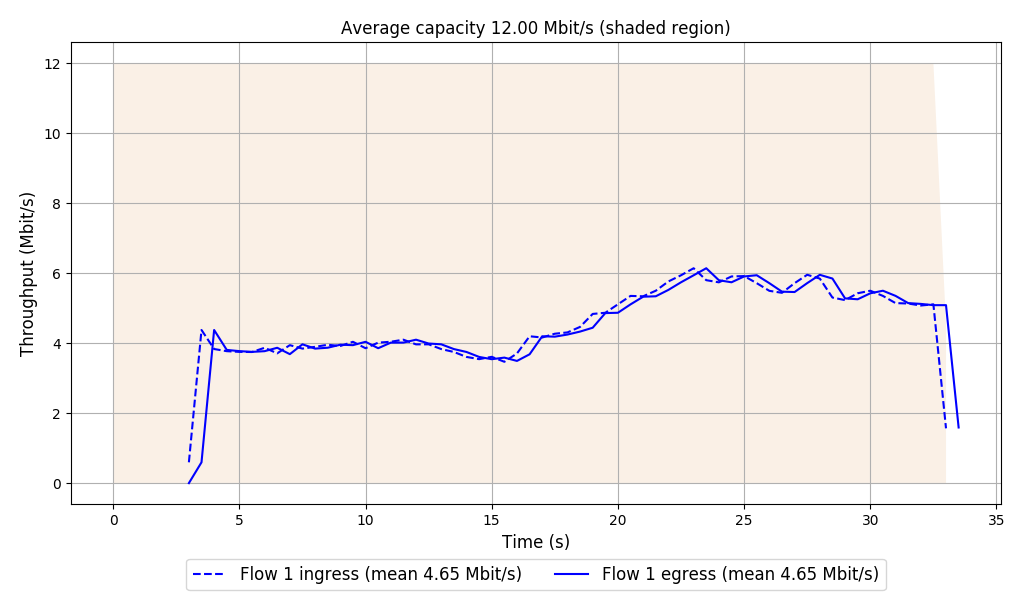 Average capacity 12.00 Mbit/s (shaded region)
Throughput (Mbit/s)
12
10
8
6
4
2
0
0 5 10 15 20 25 30 35
Time (s)
Flow 1 ingress (mean 4.65 Mbit/s) Flow 1 egress (mean 4.65 Mbit/s)